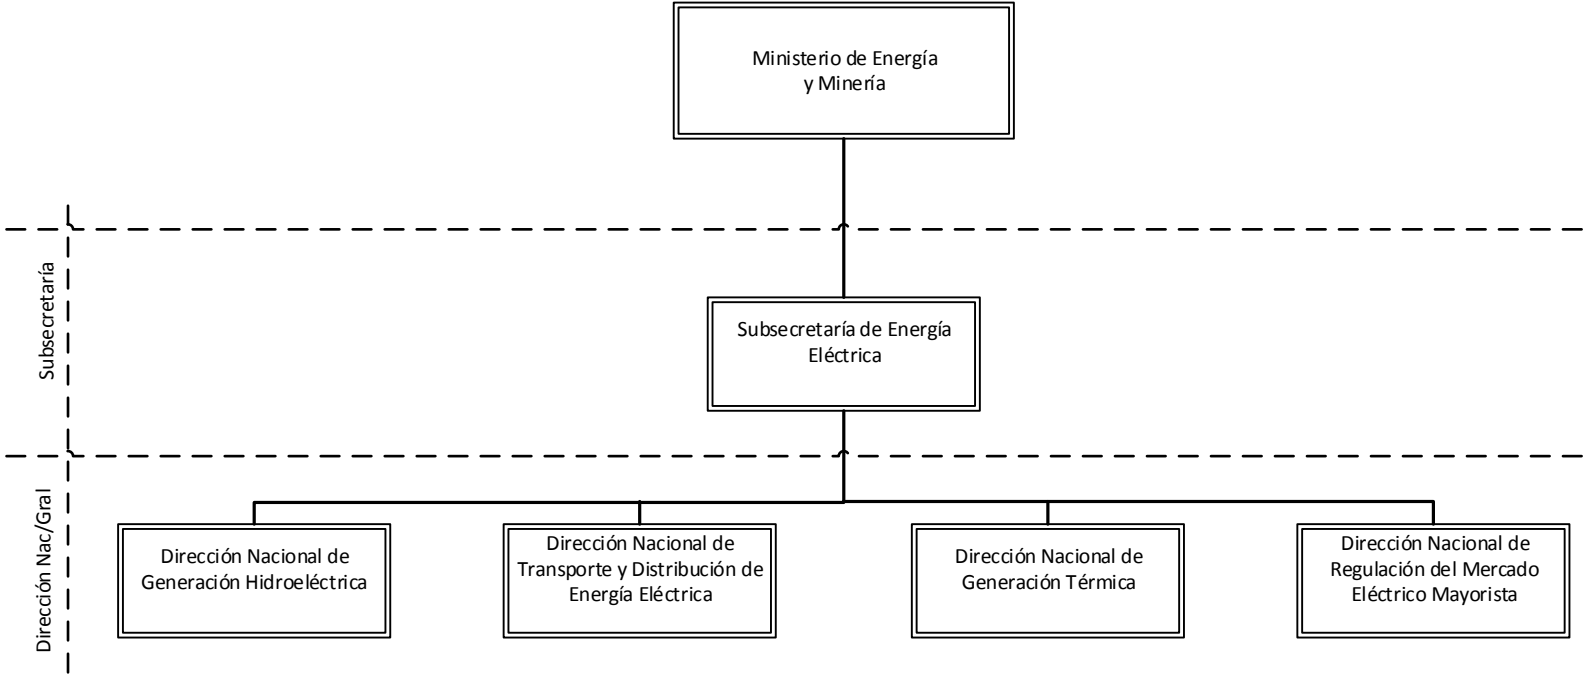 Ministerio de Energía
y Minería
Subsecretaría
Subsecretaría de Energía
Eléctrica
Dirección Nac/Gral
Dirección Nacional de
Generación Hidroeléctrica
Dirección Nacional de
Transporte y Distribución de
Energía Eléctrica
Dirección Nacional de
Generación Térmica
Dirección Nacional de
Regulación del Mercado
Eléctrico Mayorista